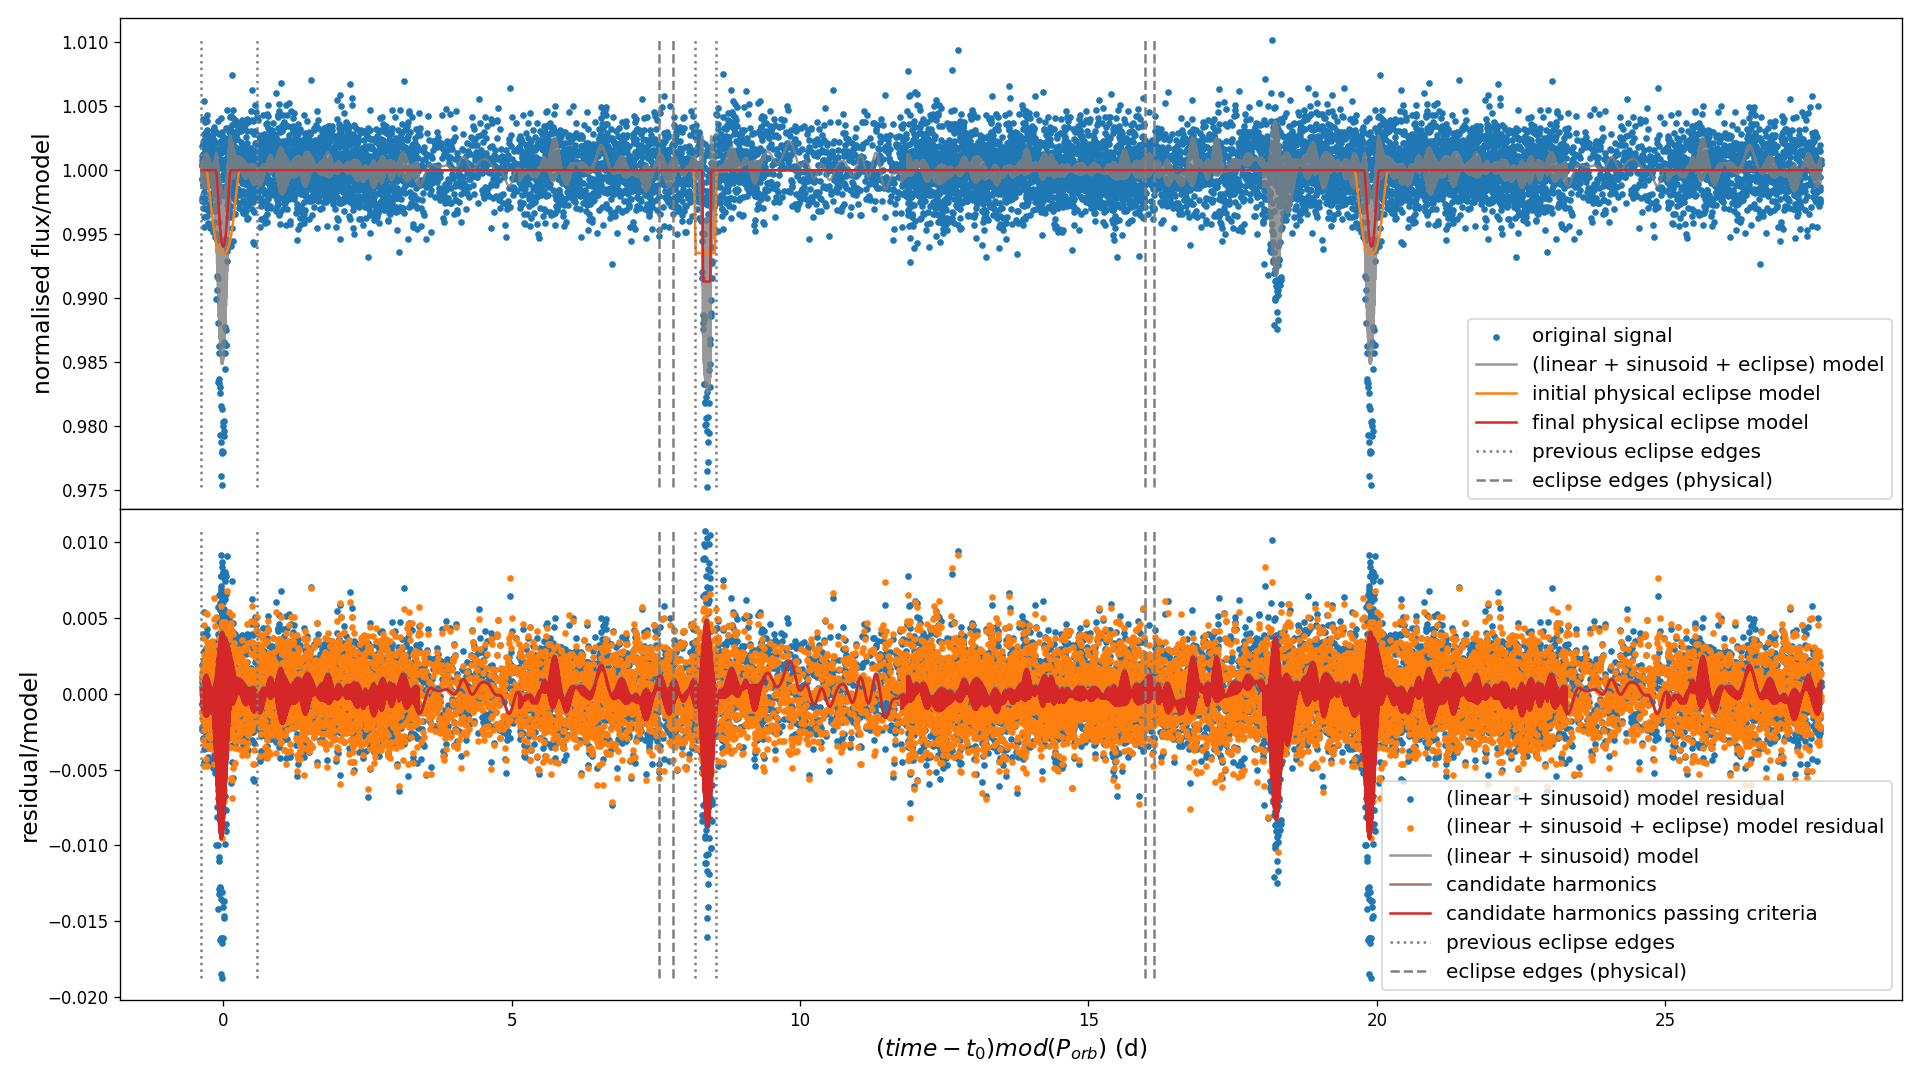 normalised flux/model
1.010
1.005
1.000
0.995
0.990
0.985
0.980
0.975
original signal
(linear + sinusoid + eclipse) model
initial physical eclipse model
final physical eclipse model
previous eclipse edges
eclipse edges (physical)
residual/model
0.010
0.005
0.000
−0.005
−0.010
−0.015
−0.020
(linear + sinusoid) model residual
(linear + sinusoid + eclipse) model residual
(linear + sinusoid) model
candidate harmonics
candidate harmonics passing criteria
previous eclipse edges
eclipse edges (physical)
0 5 10 15 20 25
(time − t₀)mod(P_orb) (d)